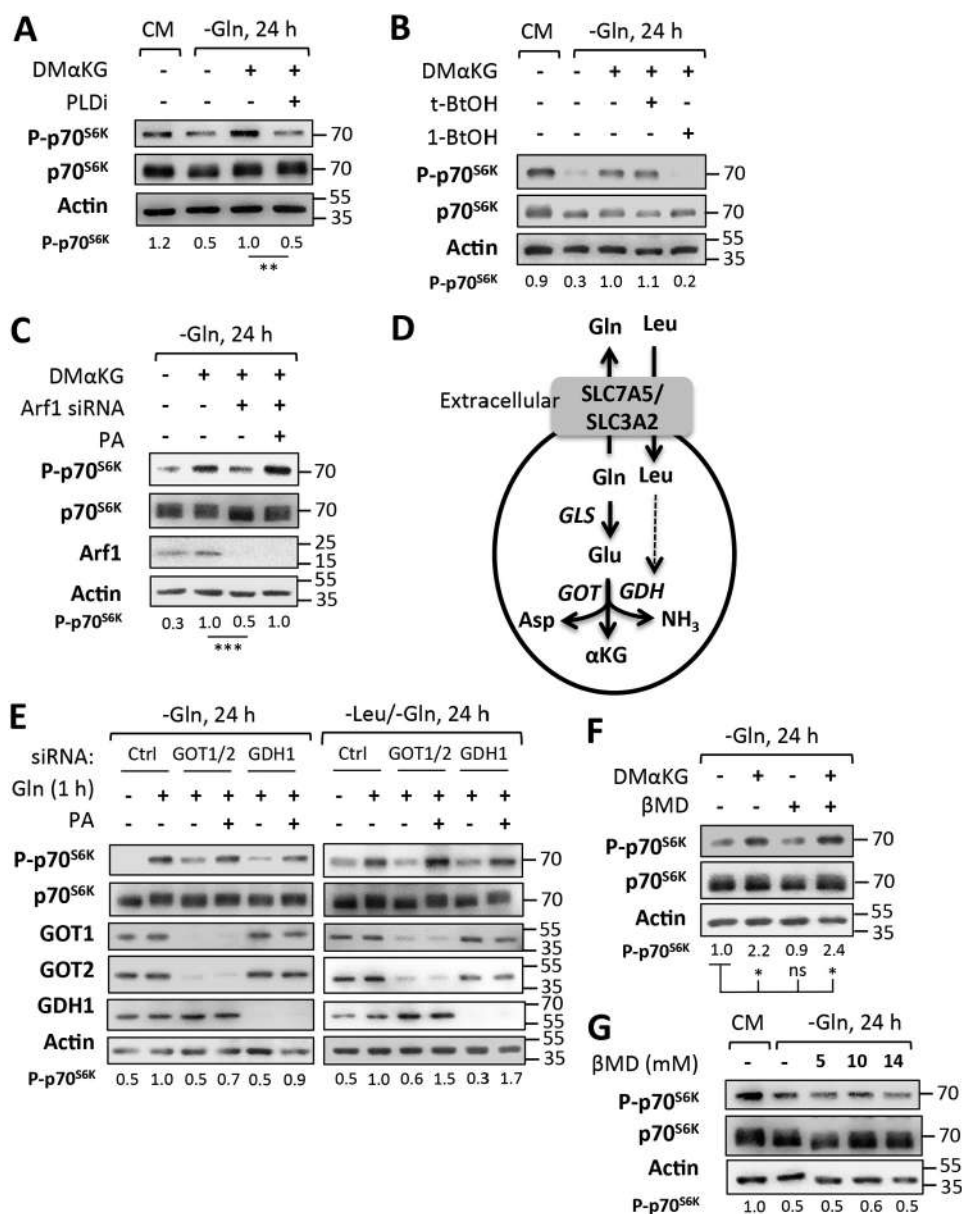 A
CM -Gln, 24 h
DMαKG - - + +
PLDi - - - +
P-p70S6K 70
p70S6K 70
Actin 55
35
P-p70S6K 1.2 0.5 1.0 0.5
**
B
CM -Gln, 24 h
DMαKG - - + + +
t-BtOH - - - + -
1-BtOH - - - - +
P-p70S6K 70
p70S6K 70
Actin 55
35
P-p70S6K 0.9 0.3 1.0 1.1 0.2
C
-Gln, 24 h
DMαKG - + + +
Arf1 siRNA - - + +
PA - - - +
P-p70S6K 70
p70S6K 70
Arf1 25
15
Actin 55
35
P-p70S6K 0.3 1.0 0.5 1.0
***
D
Gln Leu
Extracellular SLC7A5/
SLC3A2
Gln Leu
GLS
Glu
GOT GDH
Asp NH3
αKG
E
-Gln, 24 h -Leu/-Gln, 24 h
siRNA: Ctrl GOT1/2 GDH1 Ctrl GOT1/2 GDH1
Gln (1 h) - + + + + + - + + + + +
PA - - - + - + - - - + - +
P-p70S6K 70
p70S6K 70
GOT1 55
35
GOT2 55
35
GDH1 70
55
Actin 55
35
P-p70S6K 0.5 1.0 0.5 0.7 0.5 0.9 0.5 1.0 0.6 1.5 0.3 1.7
F
-Gln, 24 h
DMαKG - + - +
βMD - - + +
P-p70S6K 70
p70S6K 70
Actin 55
35
P-p70S6K 1.0 2.2 0.9 2.4
* ns *
G
CM -Gln, 24 h
βMD (mM) - - 5 10 14
P-p70S6K 70
p70S6K 70
Actin 55
35
P-p70S6K 1.0 0.5 0.5 0.6 0.5